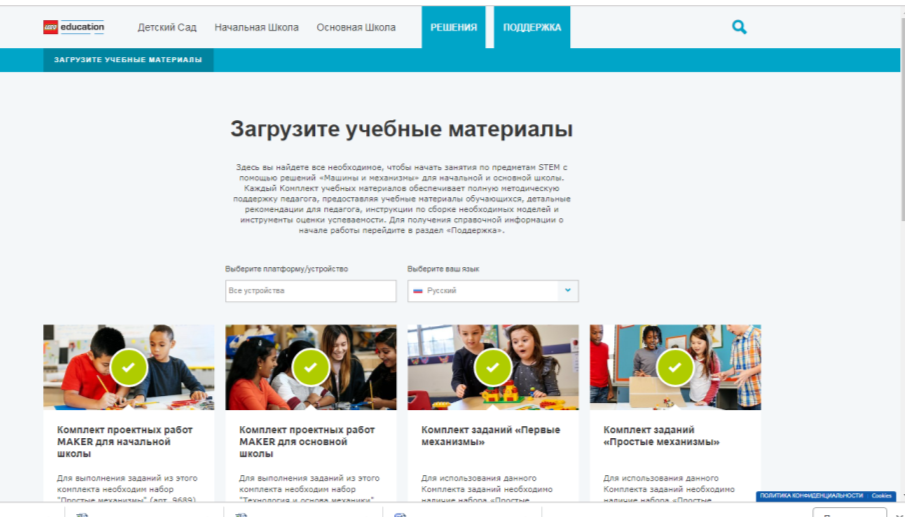 LEGO education
Детский Сад
Начальная Школа
Основная Школа
РЕШЕНИЯ
ПОДДЕРЖКА
ЗАГРУЗИТЕ УЧЕБНЫЕ МАТЕРИАЛЫ
Загрузите учебные материалы
Здесь вы найдете все необходимое, чтобы начать занятия по предметам STEM с
помощью решений «Машины и механизмы» для начальной и основной школы.
Каждый Комплект учебных материалов обеспечивает полную методическую
поддержку педагога, предоставляя учебные материалы обучающихся, детальные
рекомендации для педагога, инструкции по сборке необходимых моделей и
инструменты оценки успеваемости. Для получения справочной информации о
начале работы перейдите в раздел «Поддержка».
Выберите платформу/устройство
Все устройства
Выберите ваш язык
Русский
Комплект проектных работ
MAKER для начальной
школы
Для выполнения заданий из этого
комплекта необходим набор
"Простые механизмы" (арт. 9689)
Комплект проектных работ
MAKER для основной
школы
Для выполнения заданий из этого
комплекта необходим набор
"Технология и основа механики"
Комплект заданий «Первые
механизмы»
Для использования данного
Комплекта заданий необходимо
наличие набора «Простые
Комплект заданий
«Простые механизмы»
Для использования данного
Комплекта заданий необходимо
наличие набора «Простые
ПОЛИТИКА КОНФИДЕНЦИАЛЬНОСТИ
Cookies